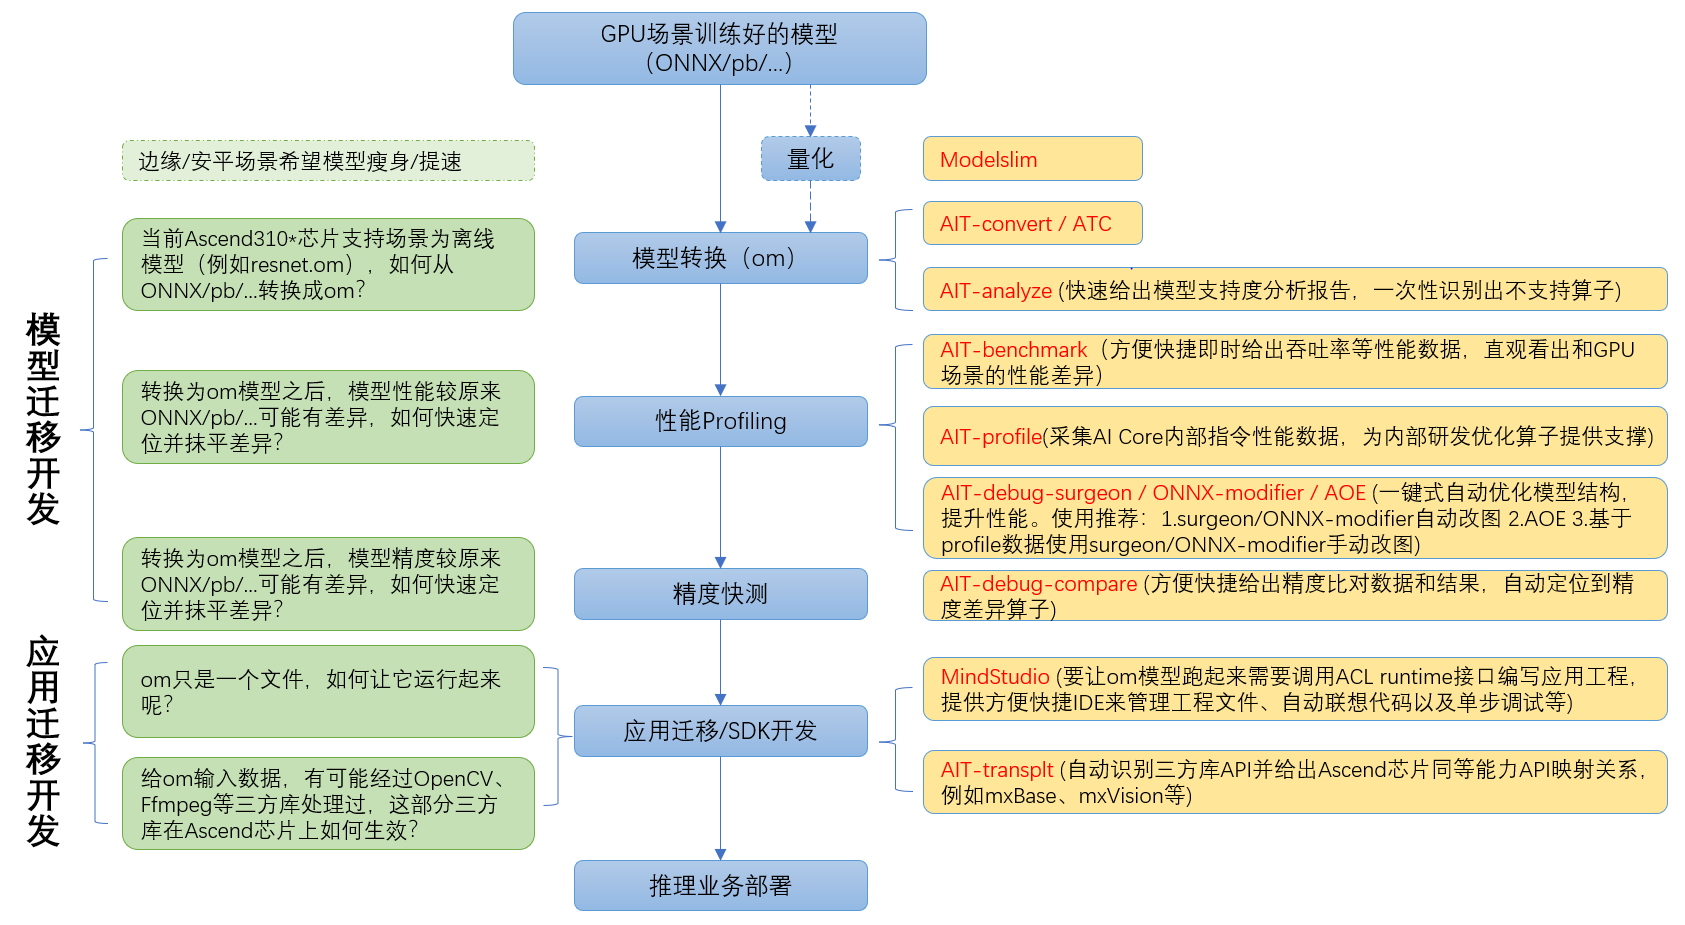 GPU场景训练好的模型
（ONNX/pb/...）
边缘/安平场景希望模型瘦身/提速
量化
Modelslim
模型迁移开发
当前Ascend310*芯片支持场景为离线
模型（例如resnet.om），如何从
ONNX/pb/...转换成om？
模型转换（om）
AIT-convert / ATC
AIT-analyze (快速给出模型支持度分析报告，一次性识别出不支持算子)
转换为om模型之后，模型性能较原来
ONNX/pb/...可能有差异，如何快速定
位并抹平差异？
性能Profiling
AIT-benchmark（方便快捷即时给出吞吐率等性能数据，直观看出和GPU
场景的性能差异）
AIT-profile(采集AI Core内部指令性能数据，为内部研发优化算子提供支撑)
AIT-debug-surgeon / ONNX-modifier / AOE (一键式自动优化模型结构，
提升性能。使用推荐：1.surgeon/ONNX-modifier自动改图 2.AOE 3.基于
profile数据使用surgeon/ONNX-modifier手动改图)
转换为om模型之后，模型精度较原来
ONNX/pb/...可能有差异，如何快速定
位并抹平差异？
精度快测
AIT-debug-compare (方便快捷给出精度比对数据和结果，自动定位到精
度差异算子)
应用迁移开发
om只是一个文件，如何让它运行起来
呢？
给om输入数据，有可能经过OpenCV、
Ffmpeg等三方库处理过，这部分三方
库在Ascend芯片上如何生效？
应用迁移/SDK开发
MindStudio (要让om模型跑起来需要调用ACL runtime接口编写应用工程，
提供方便快捷IDE来管理工程文件、自动联想代码以及单步调试等)
AIT-transplt (自动识别三方库API并给出Ascend芯片同等能力API映射关系，
例如mxBase、mxVision等)
推理业务部署